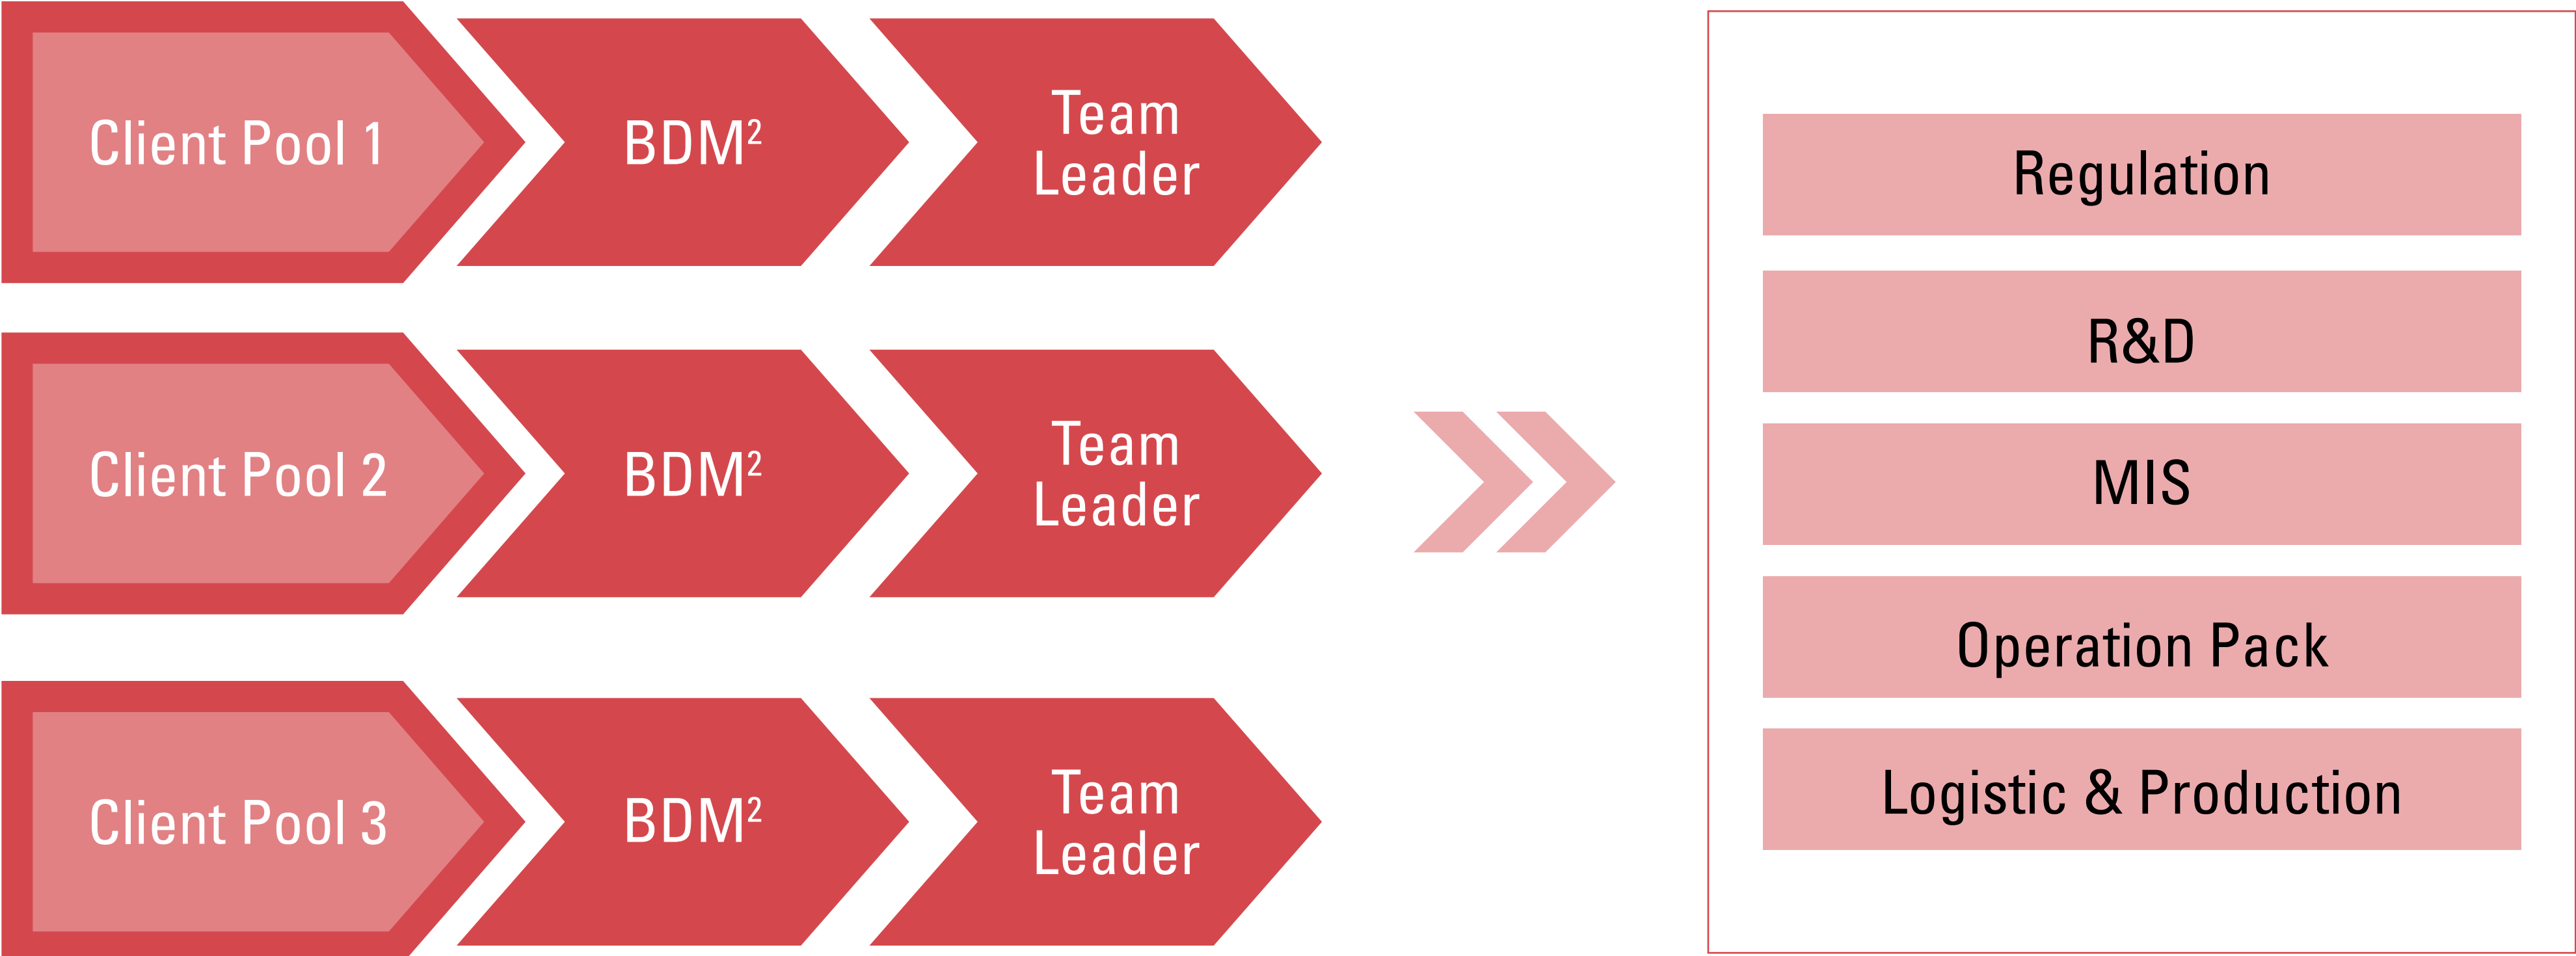 Client Pool 1
BDM²
Team
Leader
Client Pool 2
BDM²
Team
Leader
Client Pool 3
BDM²
Team
Leader
Regulation
R&D
MIS
Operation Pack
Logistic & Production